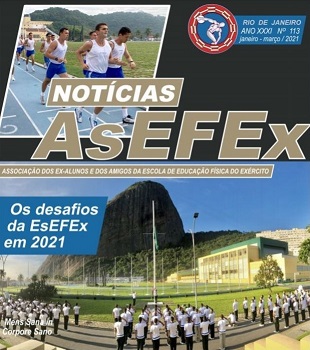 RIO DE JANEIRO
ANO XXXI Nº 113
janeiro - março / 2021
NOTÍCIAS
AsEFEx
ASSOCIAÇÃO DOS EX-ALUNOS E DOS AMIGOS DA ESCOLA DE EDUCAÇÃO FÍSICA DO EXÉRCITO
Os desafios
da EsEFEx
em 2021
Mens Sana in
Corpore Sano